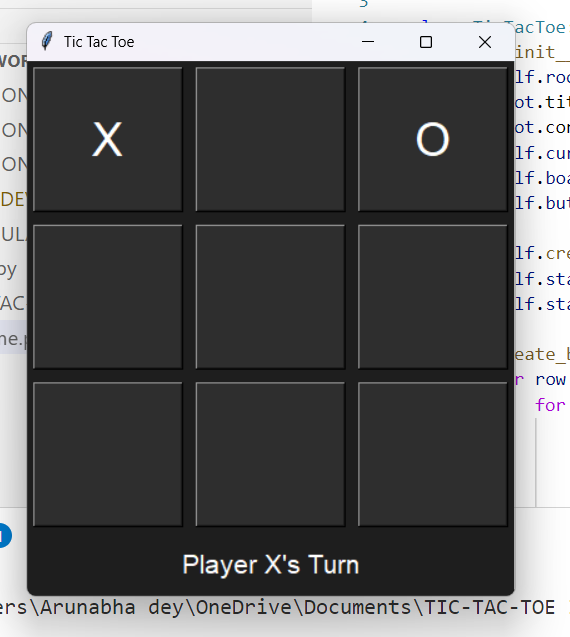 3
Tic Tac Toe
TicTacToe
WOR
init_
ON
lf.roo
ot.tit
ON
ot.con
ON
lf.cur
DEV
lf.boa
ULA
lf.but
py
lf.cre
TAC
lf.sta
lf.sta
me.p
eate_b
r row
for
X O
Player X's Turn
ers\Arunabha dey\OneDrive\Documents\TIC-TAC-TOE